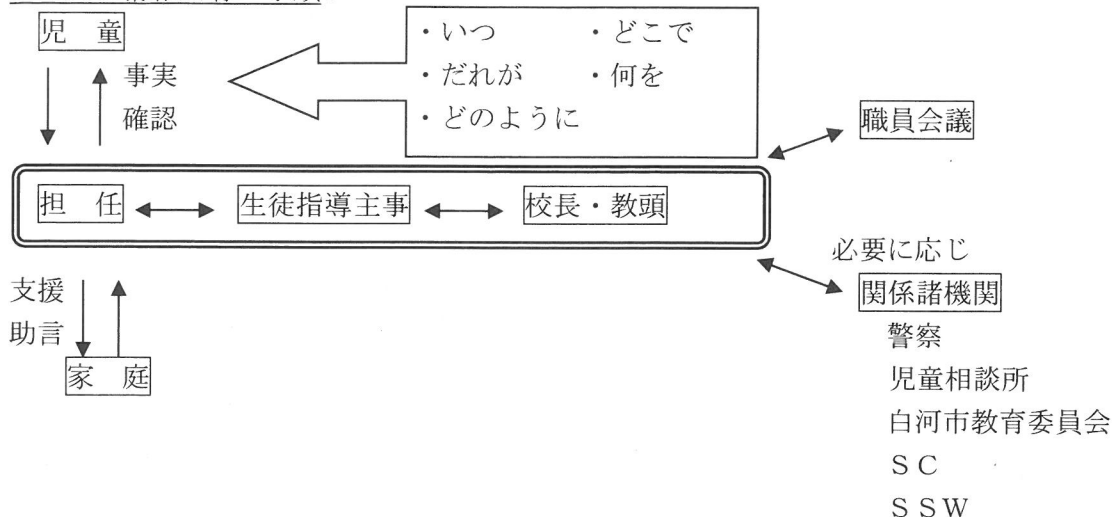 児　童
・いつ　　　・どこで
事実
・だれが　　・何を
確認
・どのように
職員会議
担　任
生徒指導主事
校長・教頭
必要に応じ
支援
関係諸機関
助言
警察
家　庭
児童相談所
白河市教育委員会
ＳＣ
ＳＳＷ